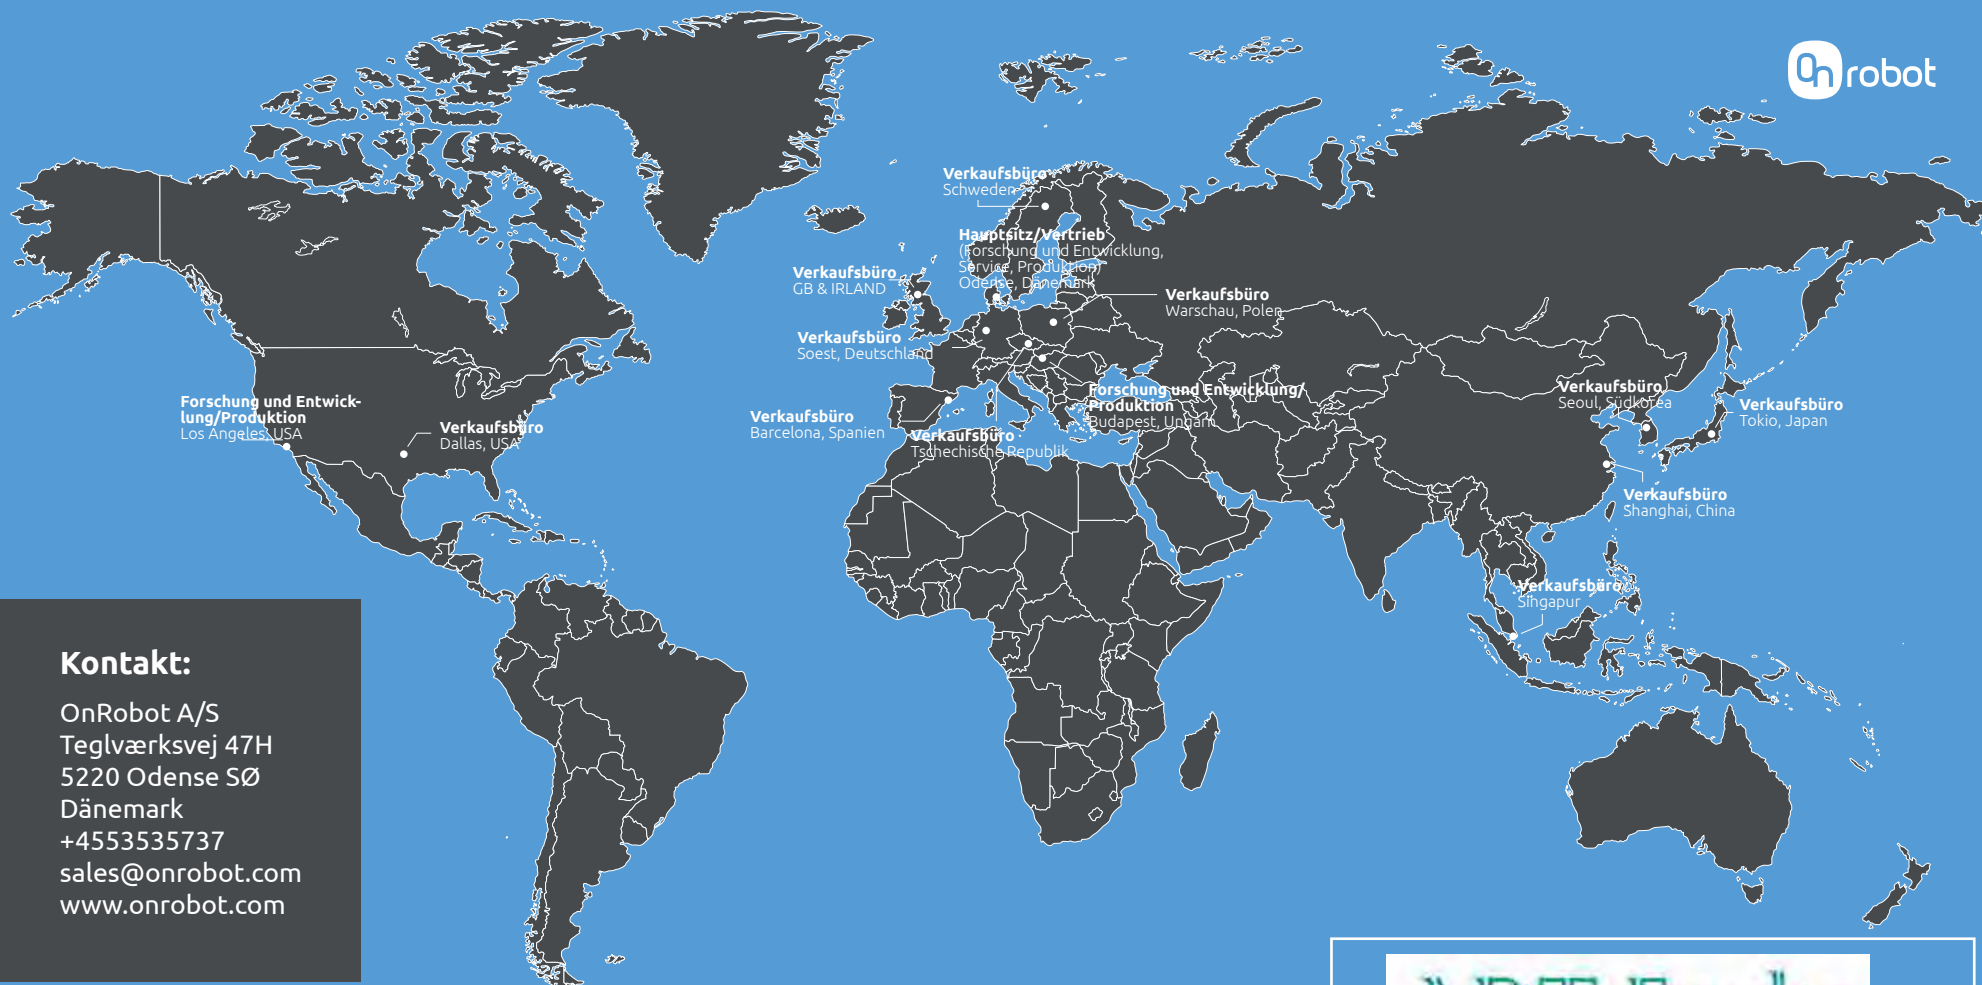 On robot
Verkaufsbüro
Schweden
Hauptsitz/Vertrieb
(Forschung und Entwicklung,
Service, Produktion)
Odense, Dänemark
Verkaufsbüro
GB & IRLAND
Verkaufsbüro
Warschau, Polen
Verkaufsbüro
Soest, Deutschland
Forschung und Entwicklung/
Produktion
Budapest, Ungarn
Verkaufsbüro
Barcelona, Spanien
Verkaufsbüro
Tschechische Republik
Forschung und Entwick-
lung/Produktion
Los Angeles, USA
Verkaufsbüro
Dallas, USA
Verkaufsbüro
Seoul, Südkorea
Verkaufsbüro
Tokio, Japan
Verkaufsbüro
Shanghai, China
Verkaufsbüro
Singapur
Kontakt:
OnRobot A/S
Teglværksvej 47H
5220 Odense SØ
Dänemark
+4553535737
sales@onrobot.com
www.onrobot.com